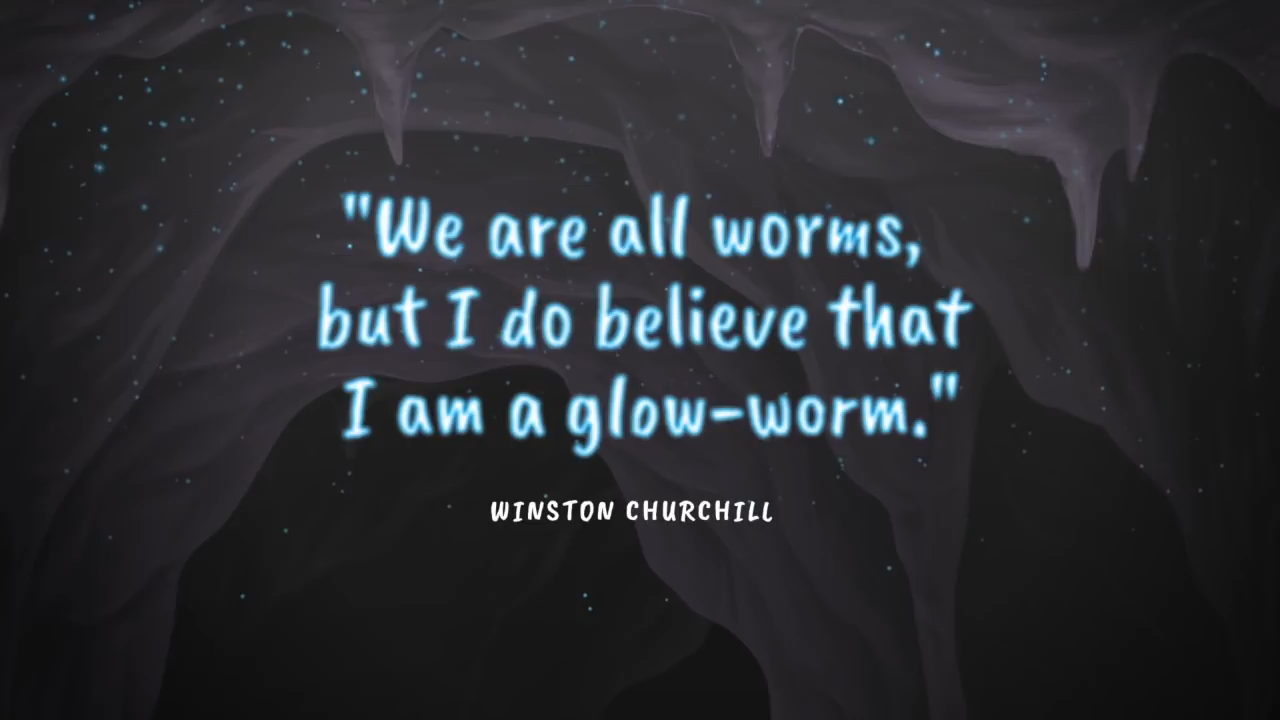 "We are all worms,
but I do believe that
I am a glow-worm."
WINSTON CHURCHILL